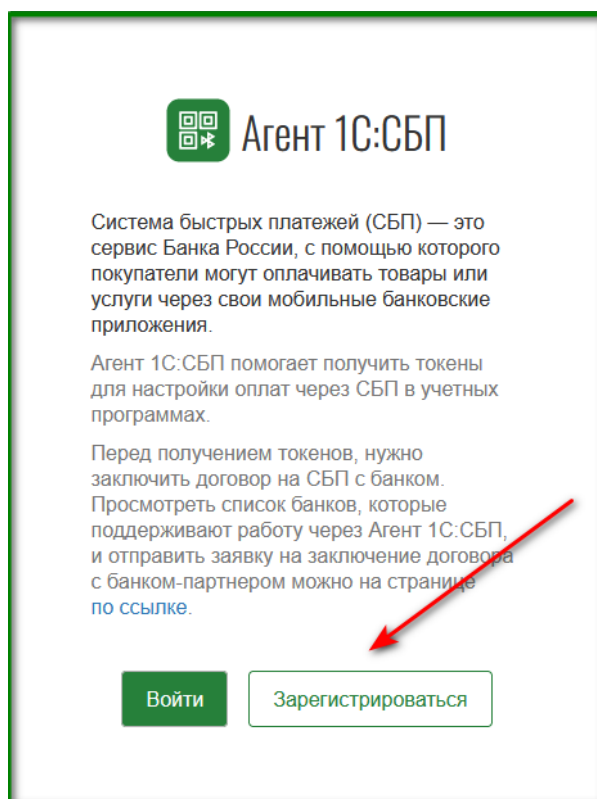 Агент 1С:СБП
Система быстрых платежей (СБП) — это
сервис Банка России, с помощью которого
покупатели могут оплачивать товары или
услуги через свои мобильные банковские
приложения.
Агент 1С:СБП помогает получить токены
для настройки оплат через СБП в учетных
программах.
Перед получением токенов, нужно
заключить договор на СБП с банком.
Просмотреть список банков, которые
поддерживают работу через Агент 1С:СБП,
и отправить заявку на заключение договора
с банком-партнером можно на странице
по ссылке.
Войти
Зарегистрироваться